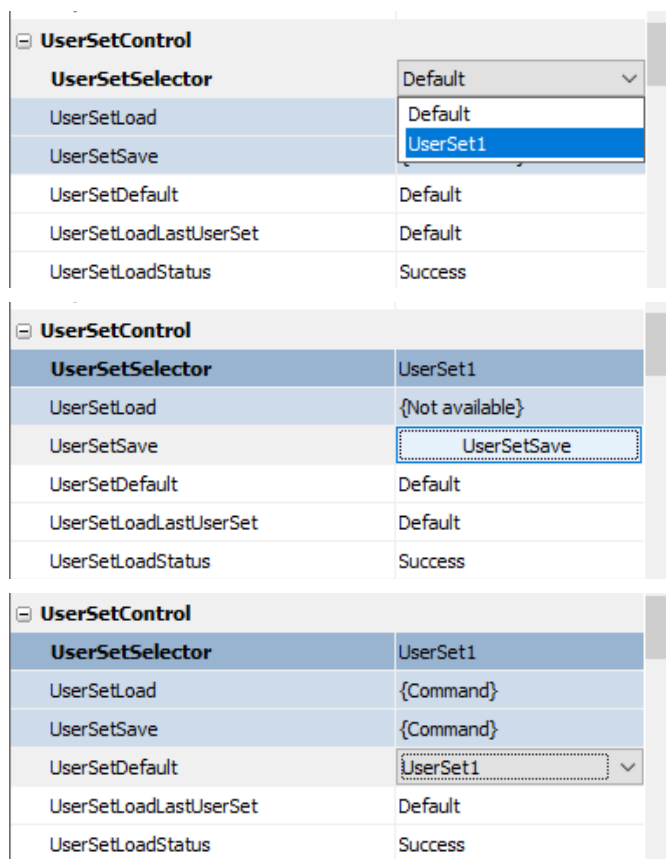 UserSetControl
UserSetSelector Default
Default
UserSetLoad
UserSet1
UserSetSave
UserSetDefault Default
UserSetLoadLastUserSet Default
UserSetLoadStatus Success
UserSetControl
UserSetSelector UserSet1
UserSetLoad {Not available}
UserSetSave UserSetSave
UserSetDefault Default
UserSetLoadLastUserSet Default
UserSetLoadStatus Success
UserSetControl
UserSetSelector UserSet1
UserSetLoad {Command}
UserSetSave {Command}
UserSetDefault UserSet1
UserSetLoadLastUserSet Default
UserSetLoadStatus Success